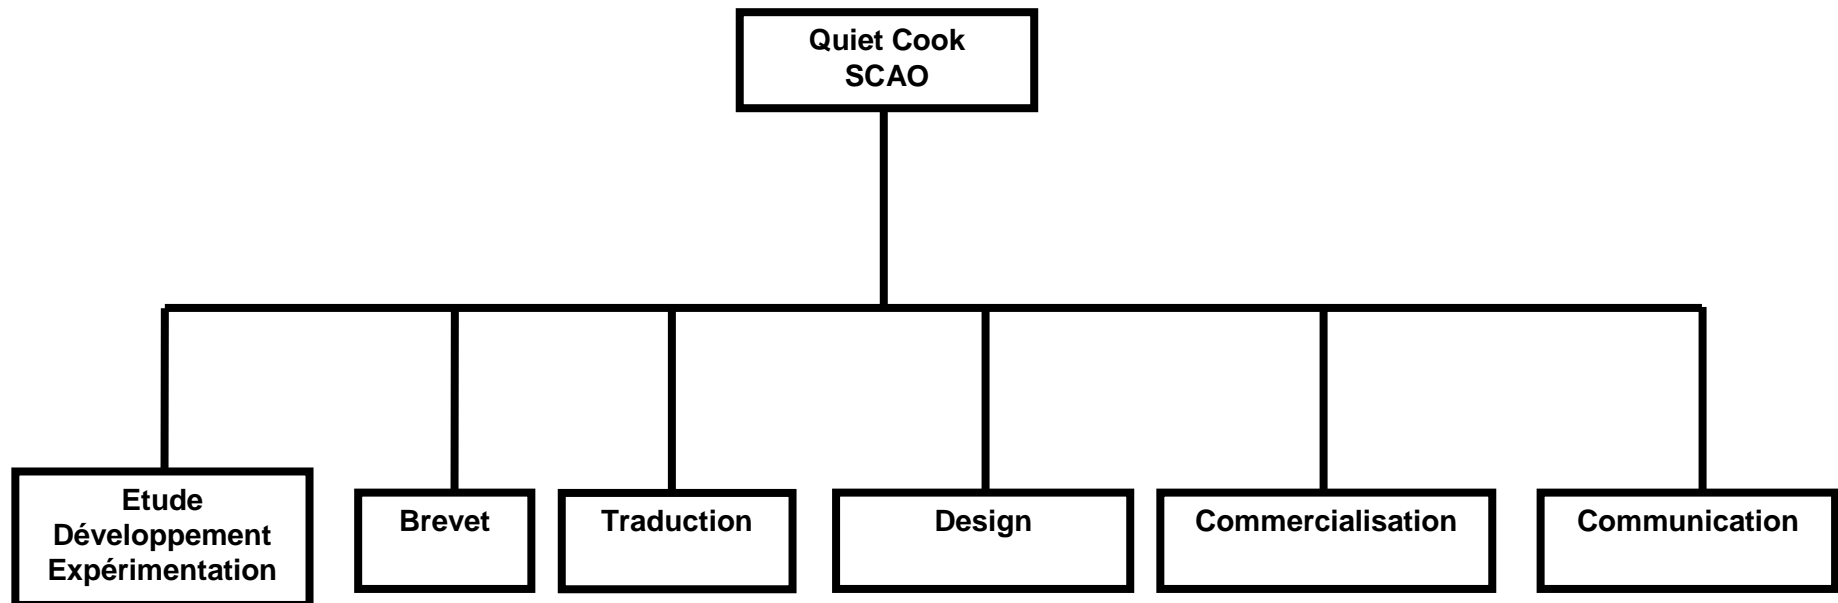 Quiet Cook
SCAO
Etude
Développement
Expérimentation
Brevet
Traduction
Design
Commercialisation
Communication